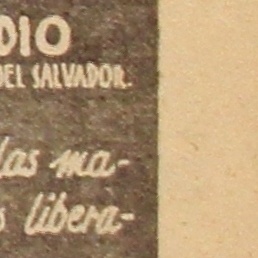 DIO
DEL SALVADOR.
las ma-
s libera-